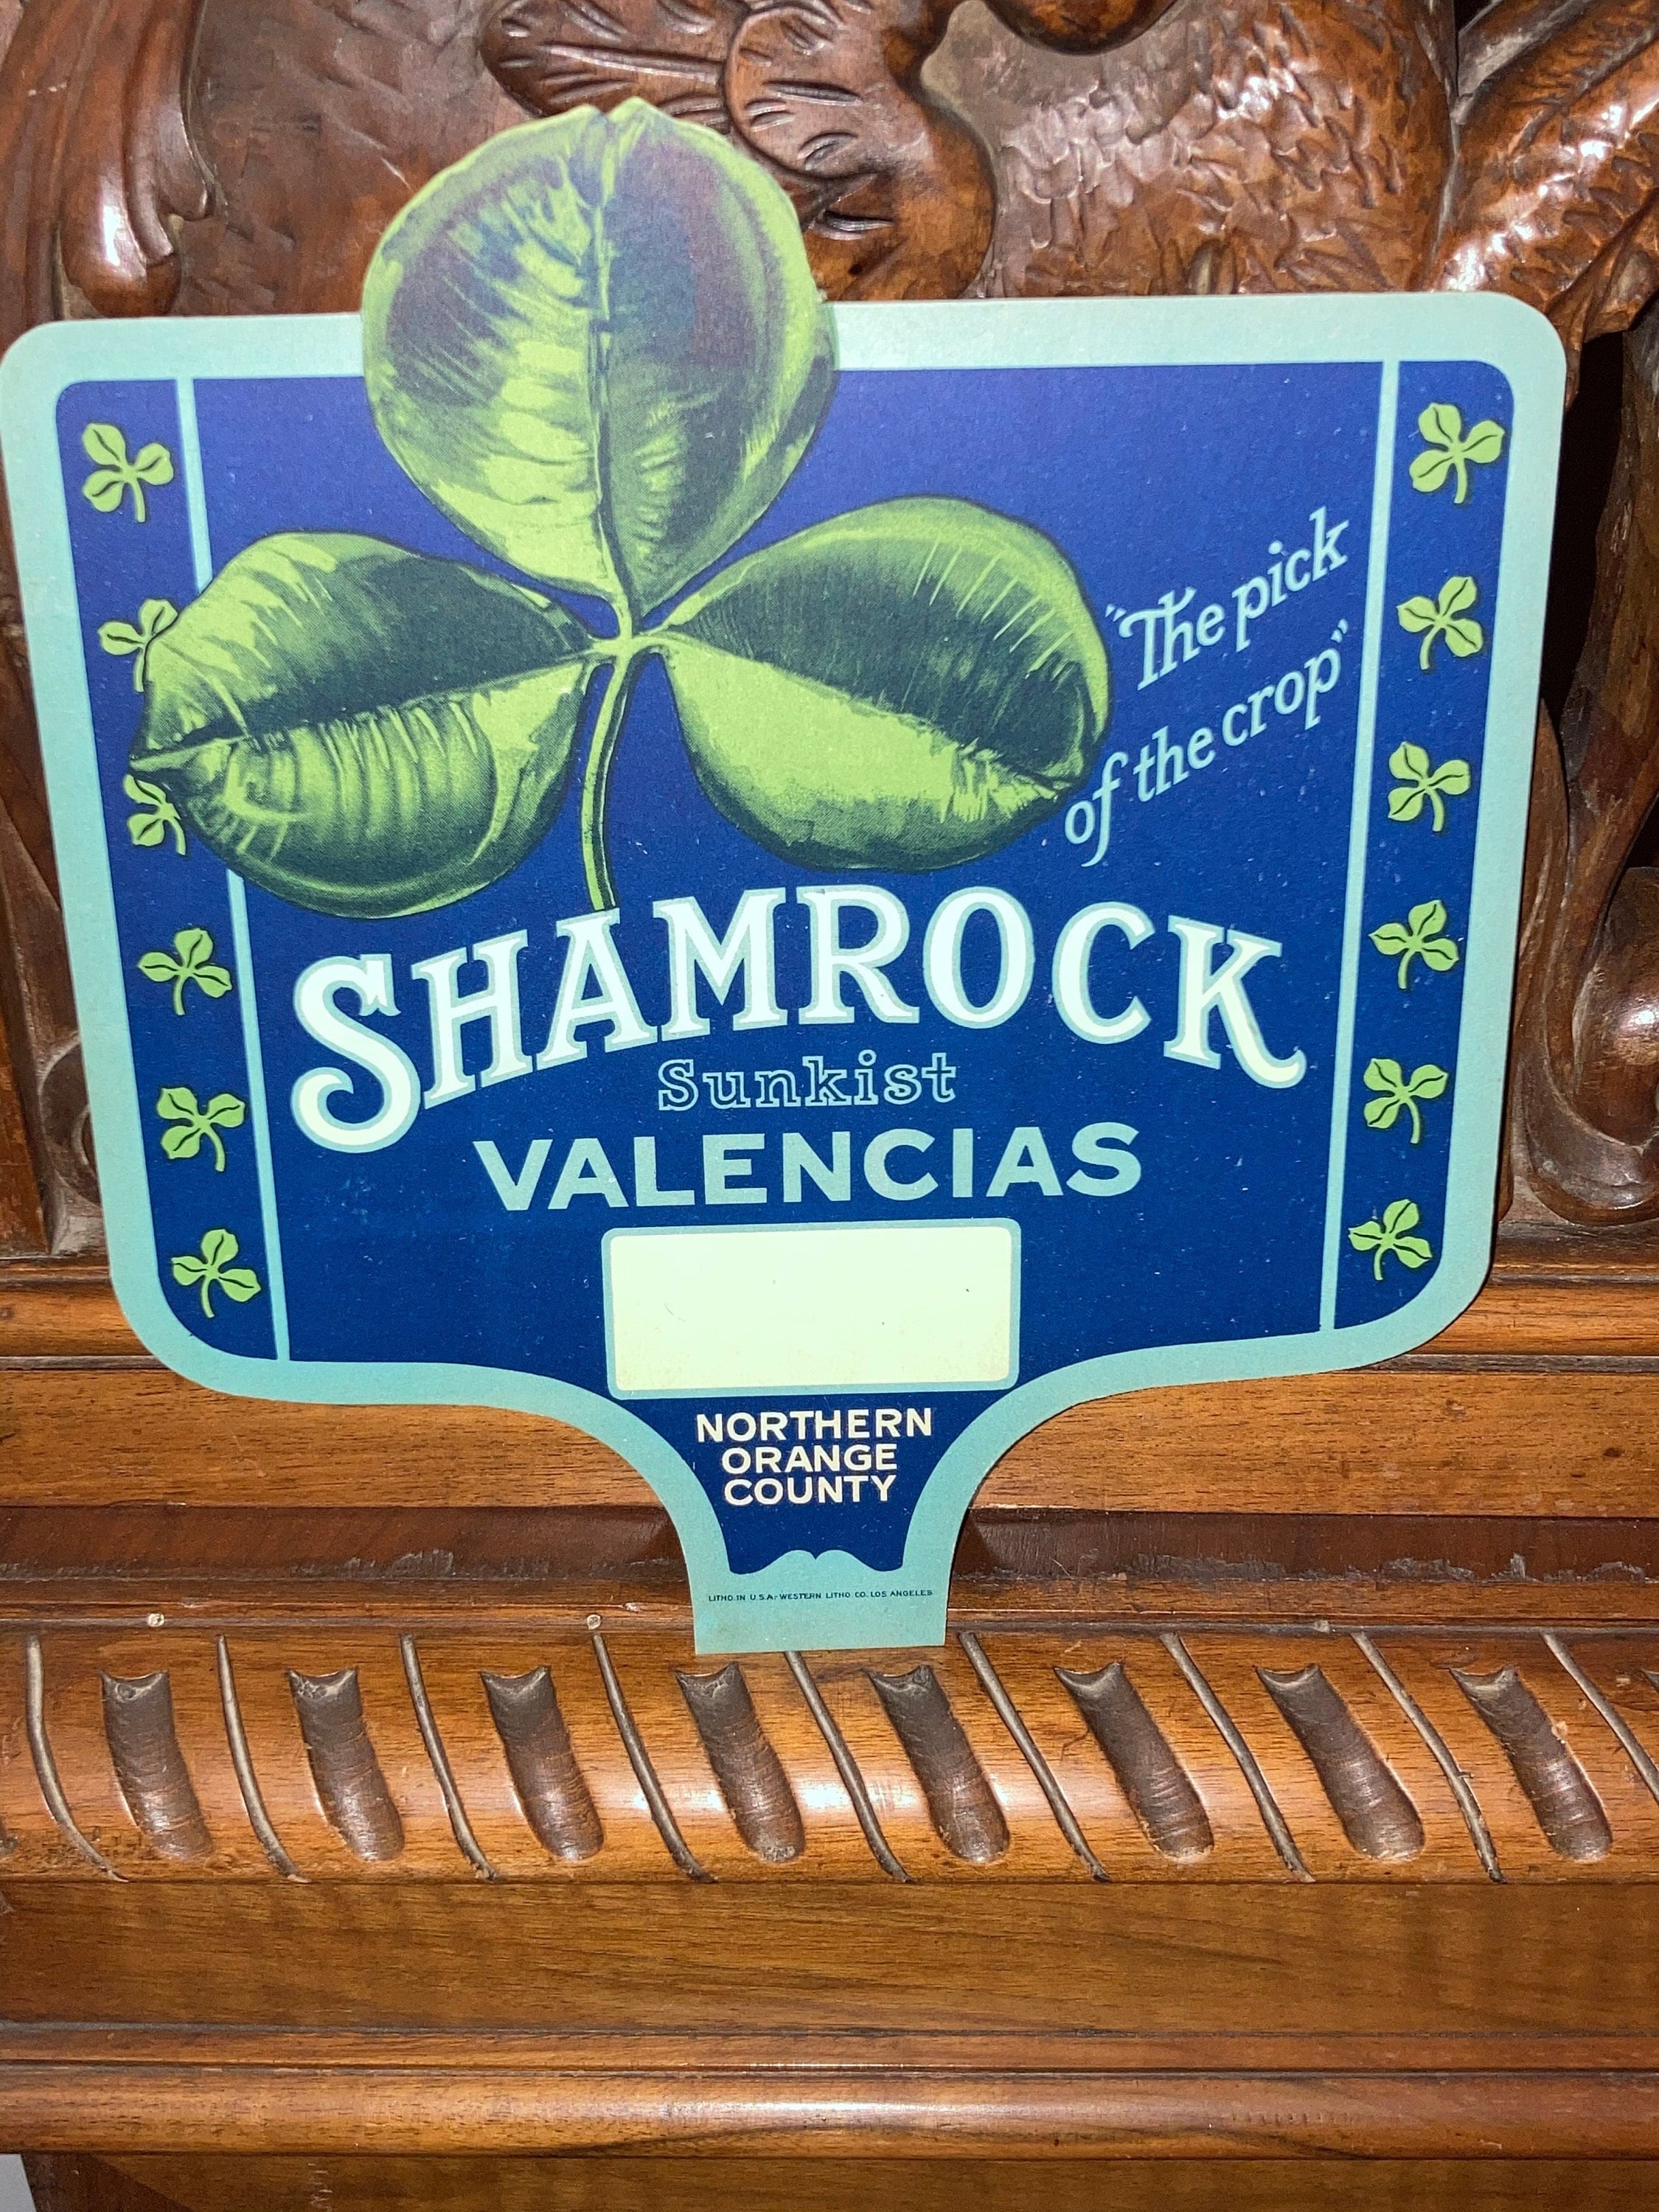 "The pick
of the crop"
SHAMROCK
Sunkist
VALENCIAS
NORTHERN
ORANGE
COUNTY
LITHO. IN U.S.A.- WESTERN LITHO. CO. LOS ANGELES